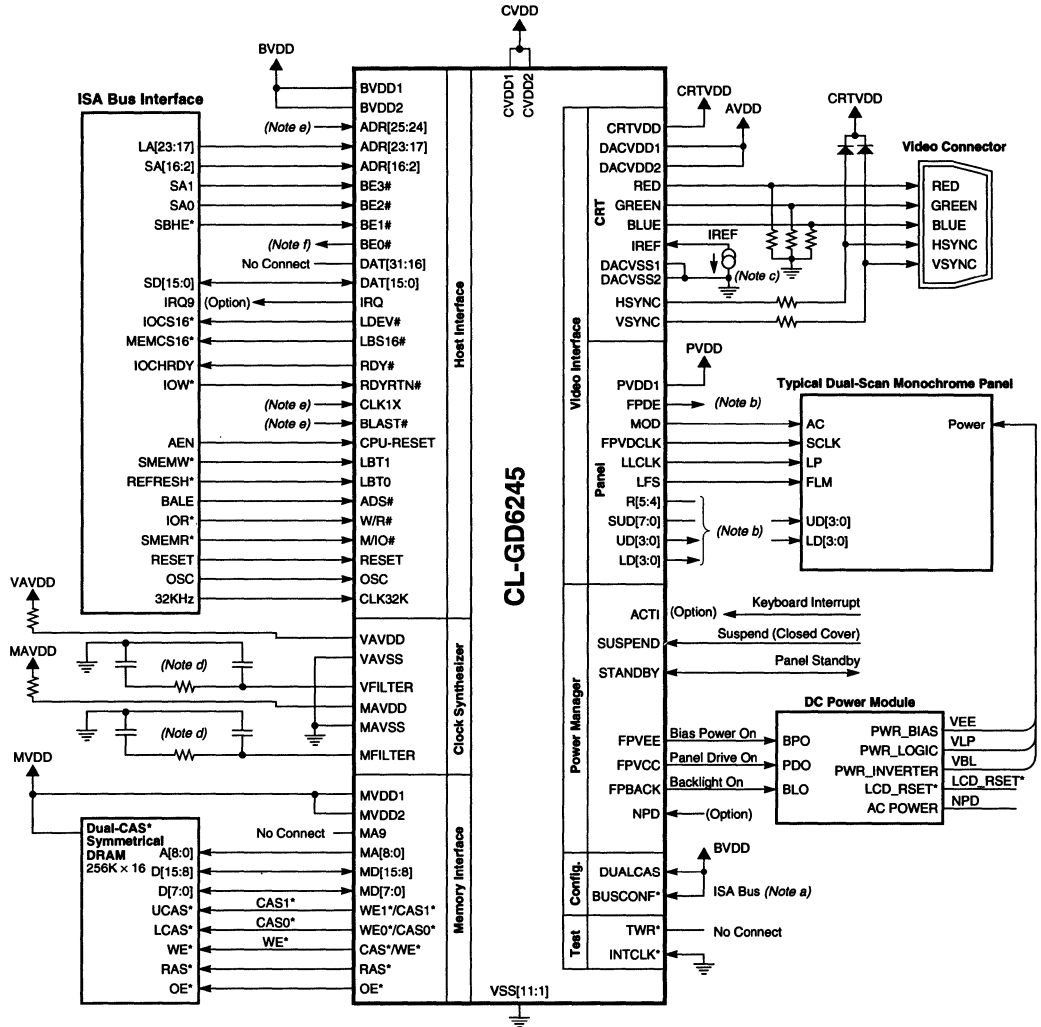 CVDD
CVDD1
CVDD2
BVDD
ISA Bus Interface
LA[23:17]
SA[16:2]
SA1
SA0
SBHE*
(Note e)
(Note f)
No Connect
SD[15:0]
IRQ9 (Option)
IOCS16*
MEMCS16*
IOCHRDY
IOW*
(Note e)
(Note e)
AEN
SMEMW*
REFRESH*
BALE
IOR*
SMEMR*
RESET
OSC
32KHz
BVDD1
BVDD2
ADR[25:24]
ADR[23:17]
ADR[16:2]
BE3#
BE2#
BE1#
BE0#
DAT[31:16]
DAT[15:0]
IRQ
LDEV#
LBS16#
RDY#
RDYRTN#
CLK1X
BLAST#
CPU-RESET
LBT1
LBT0
ADS#
W/R#
M/IO#
RESET
OSC
CLK32K
Host Interface
VAVDD
MAVDD
(Note d)
(Note d)
VAVDD
VAVSS
VFILTER
MAVDD
MAVSS
MFILTER
Clock Synthesizer
MVDD
Dual-CAS*
Symmetrical
DRAM
256K × 16
A[8:0]
D[15:8]
D[7:0]
UCAS*
LCAS*
WE*
RAS*
OE*
No Connect
CAS1*
CAS0*
WE*
MVDD1
MVDD2
MA9
MA[8:0]
MD[15:8]
MD[7:0]
WE1*/CAS1*
WE0*/CAS0*
CAS*/WE*
RAS*
OE*
Memory Interface
CL-GD6245
VSS[11:1]
Video Interface
CRT
CRTVDD
DACVDD1
DACVDD2
RED
GREEN
BLUE
IREF
DACVSS1
DACVSS2
HSYNC
VSYNC
CRTVDD
AVDD
CRTVDD
IREF
(Note c)
Video Connector
RED
GREEN
BLUE
HSYNC
VSYNC
Panel
PVDD1
FPDE
MOD
FPVDCLK
LLCLK
LFS
R[5:4]
SUD[7:0]
UD[3:0]
LD[3:0]
PVDD
(Note b)
(Note b)
Typical Dual-Scan Monochrome Panel
AC
SCLK
LP
FLM
UD[3:0]
LD[3:0]
Power
Power Manager
ACTI
SUSPEND
STANDBY
FPVEE
FPVCC
FPBACK
NPD
(Option)
Keyboard Interrupt
Suspend (Closed Cover)
Panel Standby
Bias Power On
Panel Drive On
Backlight On
(Option)
DC Power Module
BPO
PDO
BLO
PWR_BIAS
PWR_LOGIC
PWR_INVERTER
LCD_RSET*
AC POWER
VEE
VLP
VBL
LCD_RSET*
NPD
Config.
DUALCAS
BUSCONF*
BVDD
ISA Bus (Note a)
Test
TWR*
INTCLK*
No Connect